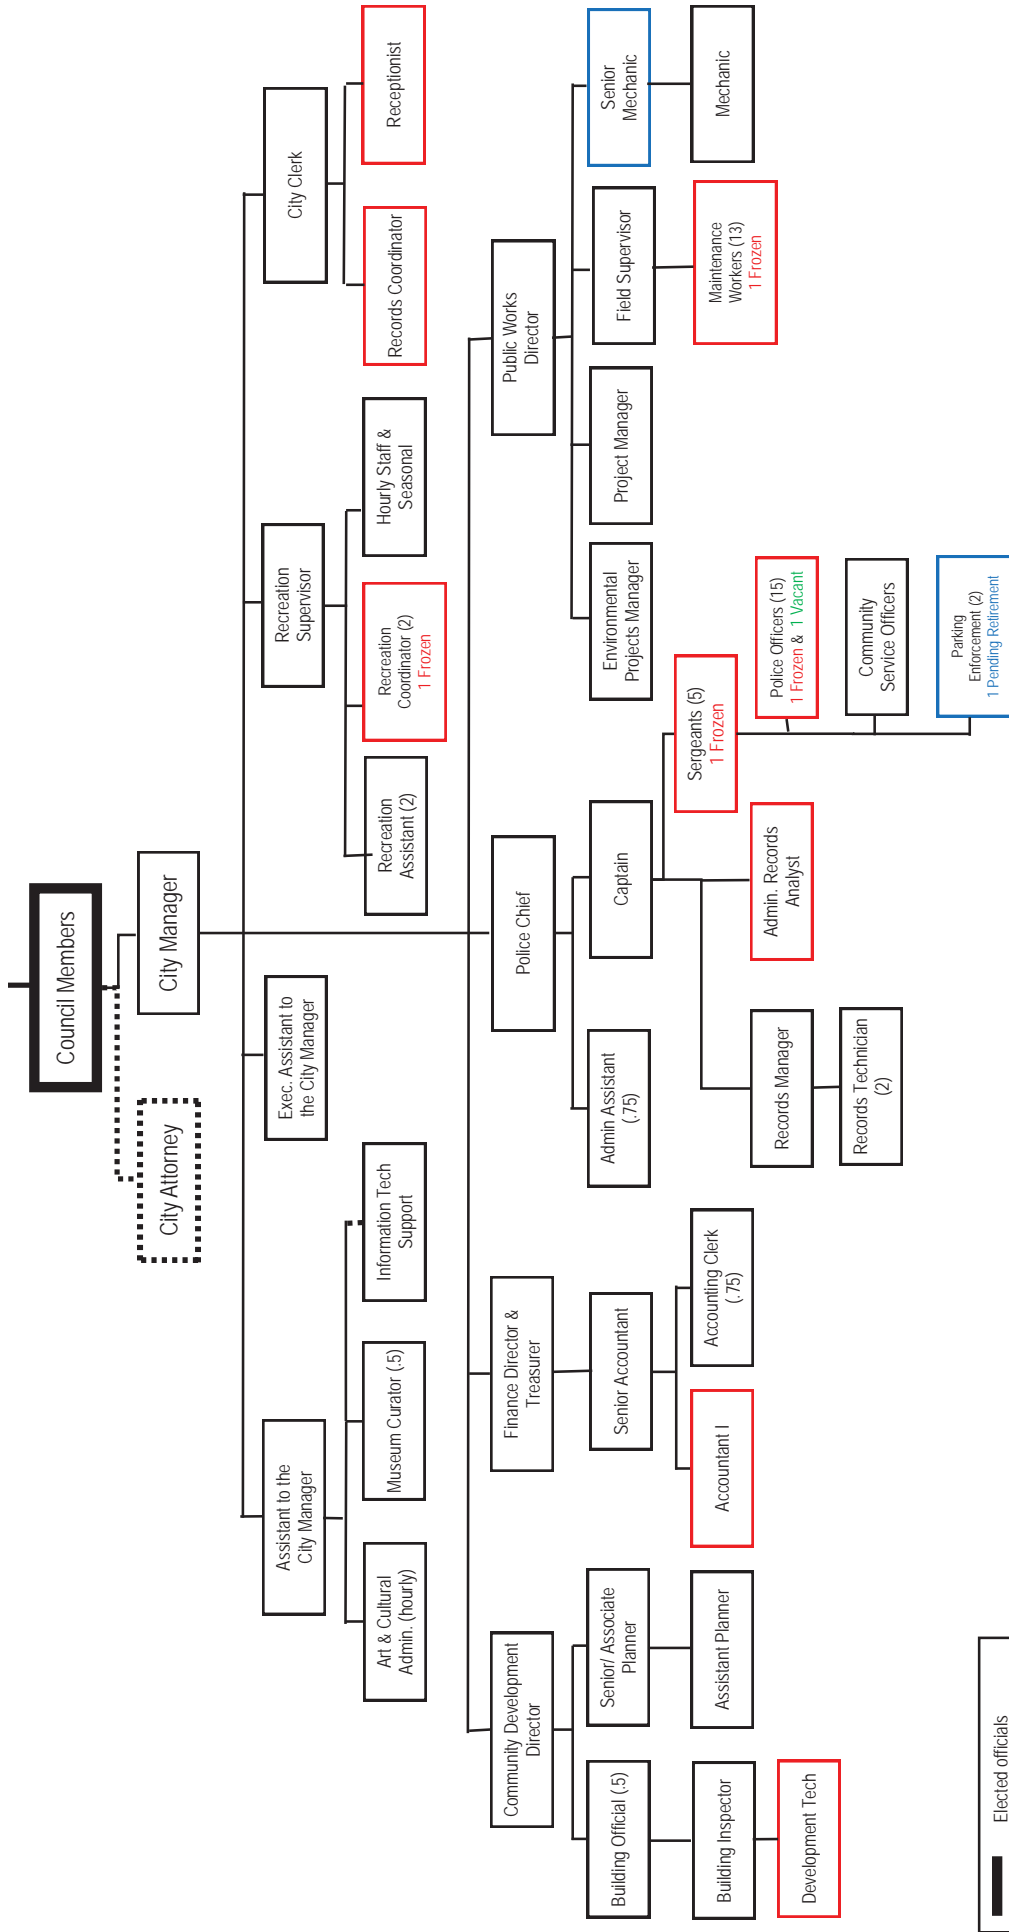 Council Members
City Attorney
City Manager
Assistant to the
City Manager
Exec. Assistant to
the City Manager
Recreation
Supervisor
City Clerk
Art & Cultural
Admin. (hourly)
Museum Curator (.5)
Information Tech
Support
Recreation
Assistant (2)
Recreation
Coordinator (2)
1 Frozen
Hourly Staff &
Seasonal
Records Coordinator
Receptionist
Community Development
Director
Finance Director &
Treasurer
Police Chief
Public Works
Director
Building Official (.5)
Senior/ Associate
Planner
Senior Accountant
Admin Assistant
(.75)
Captain
Environmental
Projects Manager
Project Manager
Field Supervisor
Senior
Mechanic
Building Inspector
Assistant Planner
Accountant I
Accounting Clerk
(.75)
Sergeants (5)
1 Frozen
Maintenance
Workers (13)
1 Frozen
Mechanic
Development Tech
Records Manager
Admin. Records
Analyst
Police Officers (15)
1 Frozen & 1 Vacant
Records Technician
(2)
Community
Service Officers
Parking
Enforcement (2)
1 Pending Retirement
Elected officials